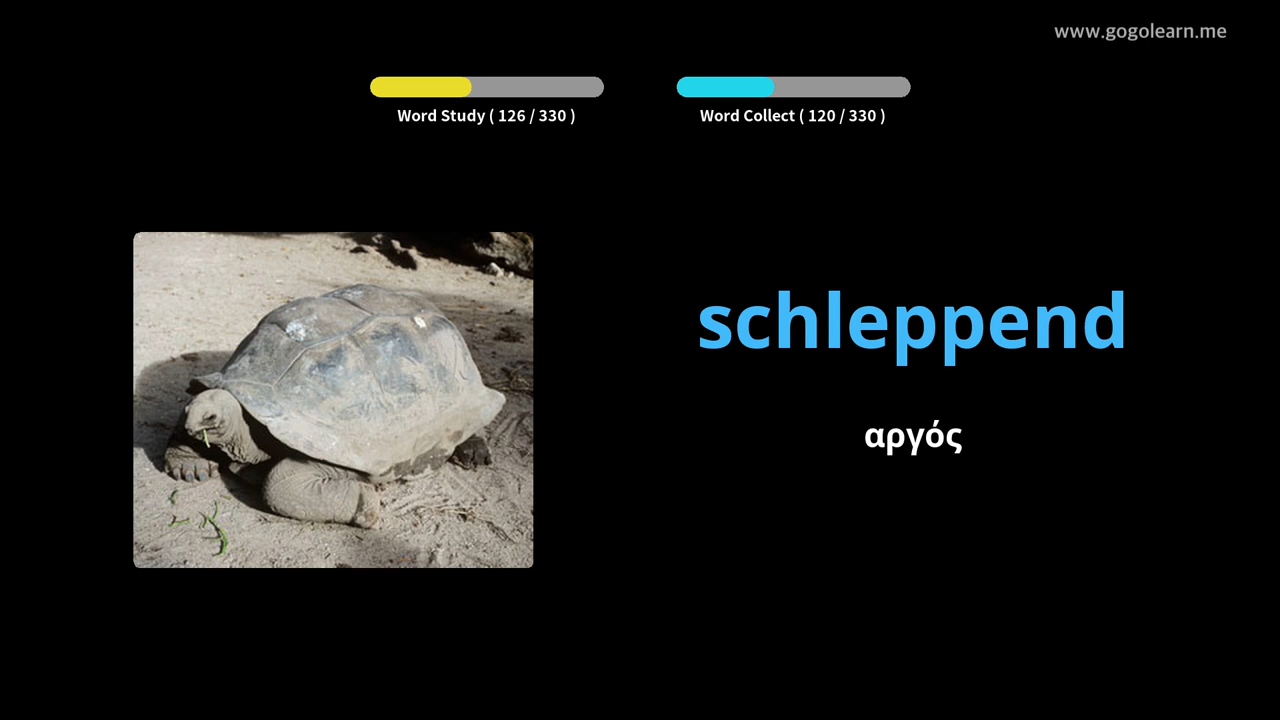 www.gogolearn.me
Word Study ( 126 / 330 )
Word Collect ( 120 / 330 )
schleppend
αργός